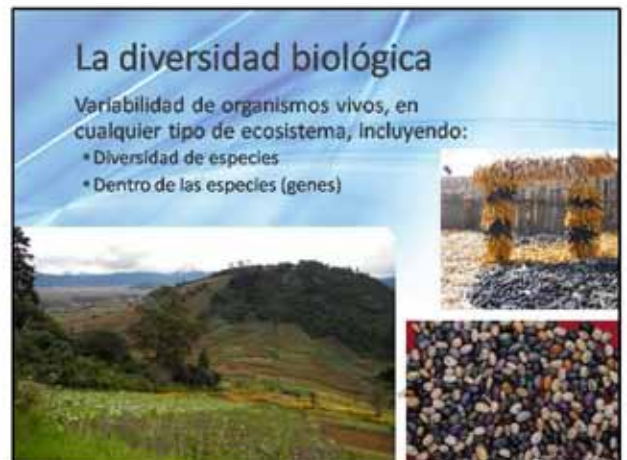 La diversidad biológica
Variabilidad de organismos vivos, en
cualquier tipo de ecosistema, incluyendo:
•Diversidad de especies
•Dentro de las especies (genes)